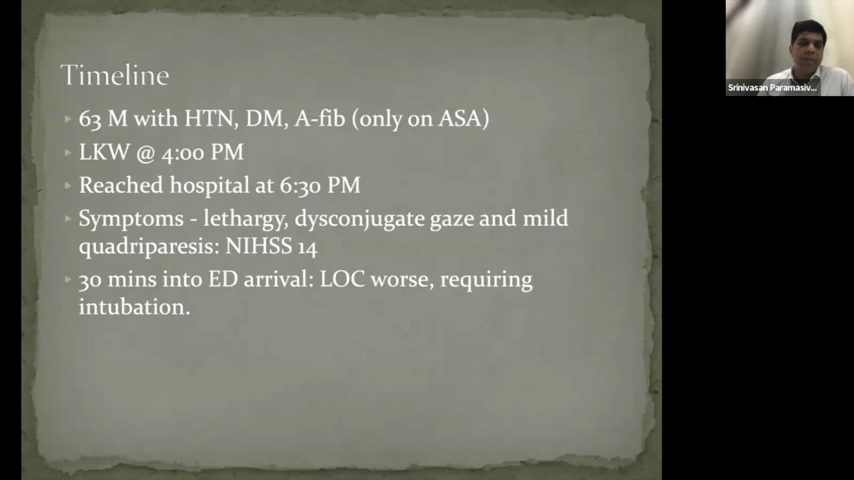 Timeline
63 M with HTN, DM, A-fib (only on ASA)
LKW @ 4:00 PM
Reached hospital at 6:30 PM
Symptoms - lethargy, dysconjugate gaze and mild
quadriparesis: NIHSS 14
30 mins into ED arrival: LOC worse, requiring
intubation.
Srinivasan Paramasiv...